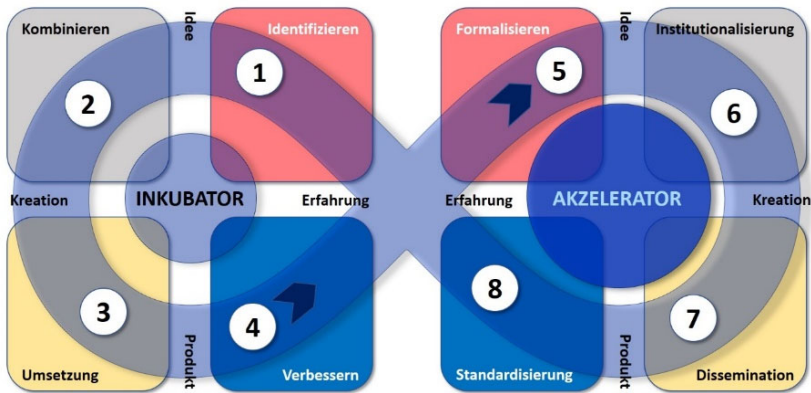 Kombinieren
Idee
Identifizieren
Formalisieren
Idee
Institutionalisierung
1
5
2
6
Kreation
INKUBATOR
Erfahrung
Erfahrung
AKZELERATOR
Kreation
3
4
8
7
Umsetzung
Produkt
Verbessern
Standardisierung
Produkt
Dissemination